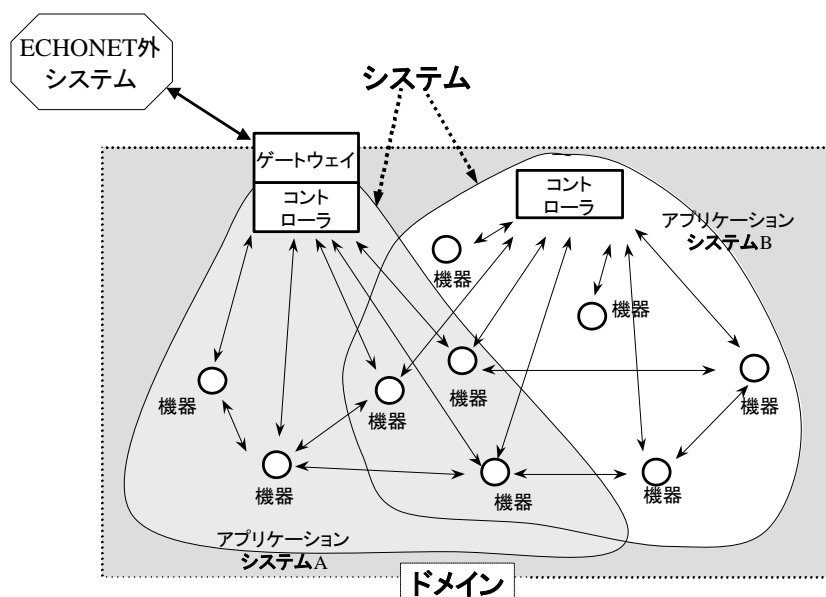 ECHONET外
システム
システム
ゲートウェイ
コント
ローラ
コント
ローラ
アプリケーション
システムB
機器
機器
機器
機器
機器
機器
機器
機器
機器
アプリケーション
システムA
ドメイン